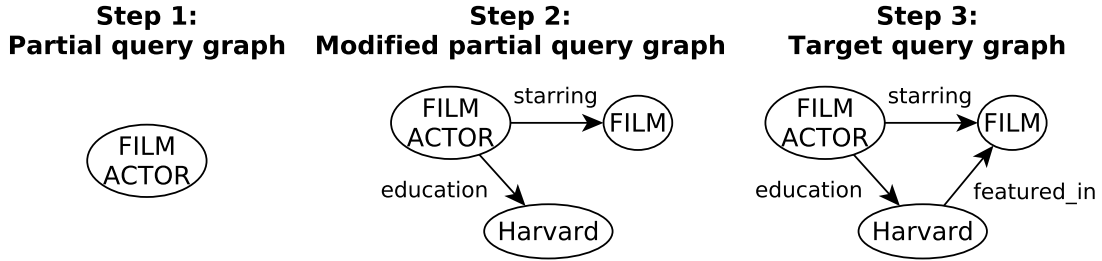 Step 1:
Partial query graph
FILM
ACTOR
Step 2:
Modified partial query graph
FILM
ACTOR
starring
FILM
education
Harvard
Step 3:
Target query graph
FILM
ACTOR
starring
FILM
education
featured_in
Harvard